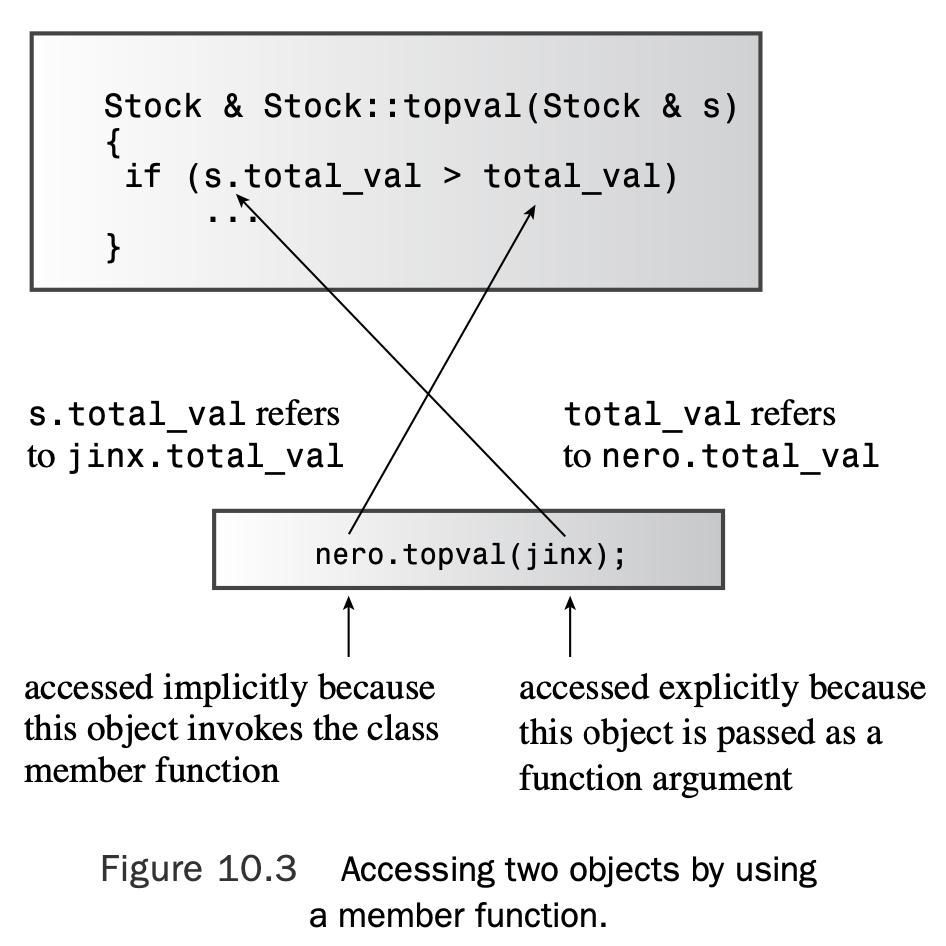 Stock & Stock::topval(Stock & s)
{
if (s.total_val > total_val)
...
}
s.total_val refers
to jinx.total_val
total_val refers
to nero.total_val
nero.topval(jinx);
accessed implicitly because
this object invokes the class
member function
accessed explicitly because
this object is passed as a
function argument
Figure 10.3 Accessing two objects by using
a member function.